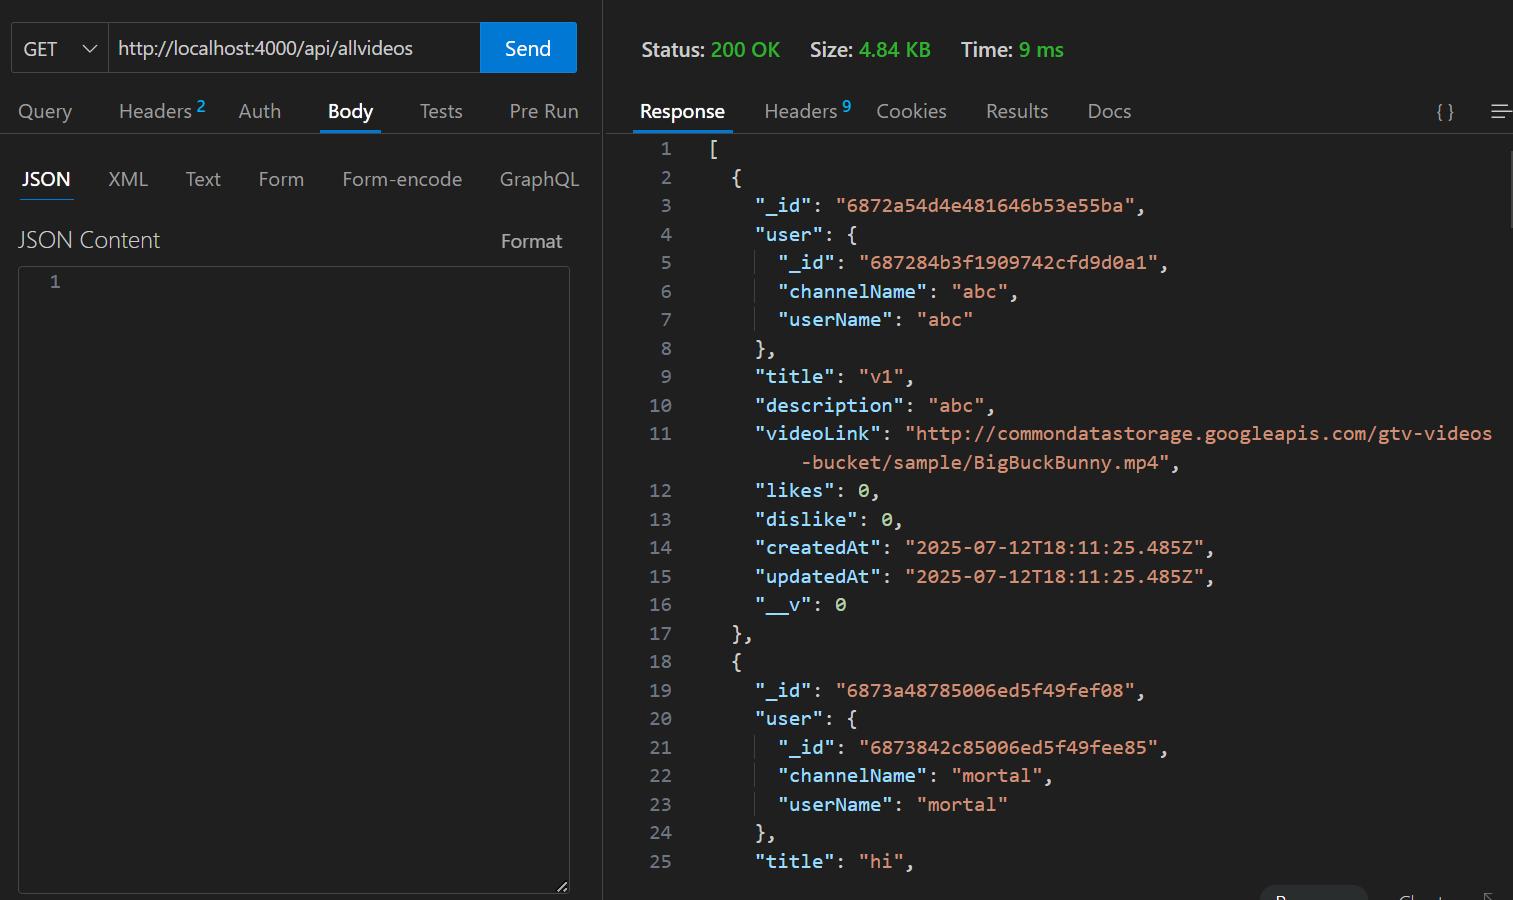 GET http://localhost:4000/api/allvideos Send
Query Headers 2 Auth Body Tests Pre Run
JSON XML Text Form Form-encode GraphQL
JSON Content Format
1
Status: 200 OK Size: 4.84 KB Time: 9 ms
Response Headers 9 Cookies Results Docs { }
1 [
2 {
3 "_id": "6872a54d4e481646b53e55ba",
4 "user": {
5 "_id": "687284b3f1909742cfd9d0a1",
6 "channelName": "abc",
7 "userName": "abc"
8 },
9 "title": "v1",
10 "description": "abc",
11 "videoLink": "http://commondatastorage.googleapis.com/gtv-videos
-bucket/sample/BigBuckBunny.mp4",
12 "likes": 0,
13 "dislike": 0,
14 "createdAt": "2025-07-12T18:11:25.485Z",
15 "updatedAt": "2025-07-12T18:11:25.485Z",
16 "__v": 0
17 },
18 {
19 "_id": "6873a48785006ed5f49fef08",
20 "user": {
21 "_id": "6873842c85006ed5f49fee85",
22 "channelName": "mortal",
23 "userName": "mortal"
24 },
25 "title": "hi",